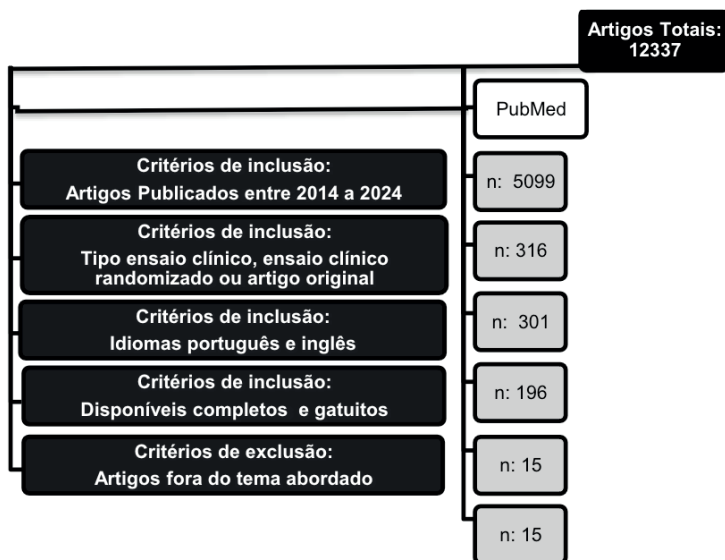 Artigos Totais:
12337
PubMed
Critérios de inclusão:
Artigos Publicados entre 2014 a 2024
n: 5099
Critérios de inclusão:
Tipo ensaio clínico, ensaio clínico
randomizado ou artigo original
n: 316
Critérios de inclusão:
Idiomas português e inglês
n: 301
Critérios de inclusão:
Disponíveis completos e gatuitos
n: 196
Critérios de exclusão:
Artigos fora do tema abordado
n: 15
n: 15